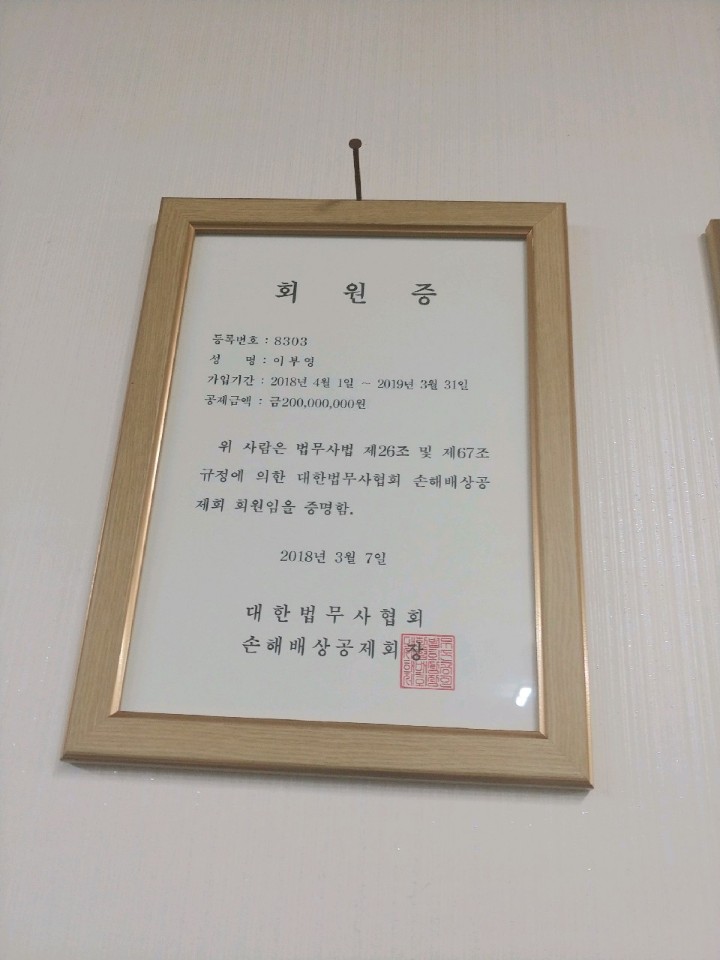 회 원 증
등록번호 : 8303
성 명 : 이부영
가입기간 : 2018년 4월 1일 ~ 2019년 3월 31일
공제금액 : 금200,000,000원
위 사람은 법무사법 제26조 및 제67조
규정에 의한 대한법무사협회 손해배상공
제회 회원임을 증명함.
2018년 3월 7일
대한법무사협회
손해배상공제회장